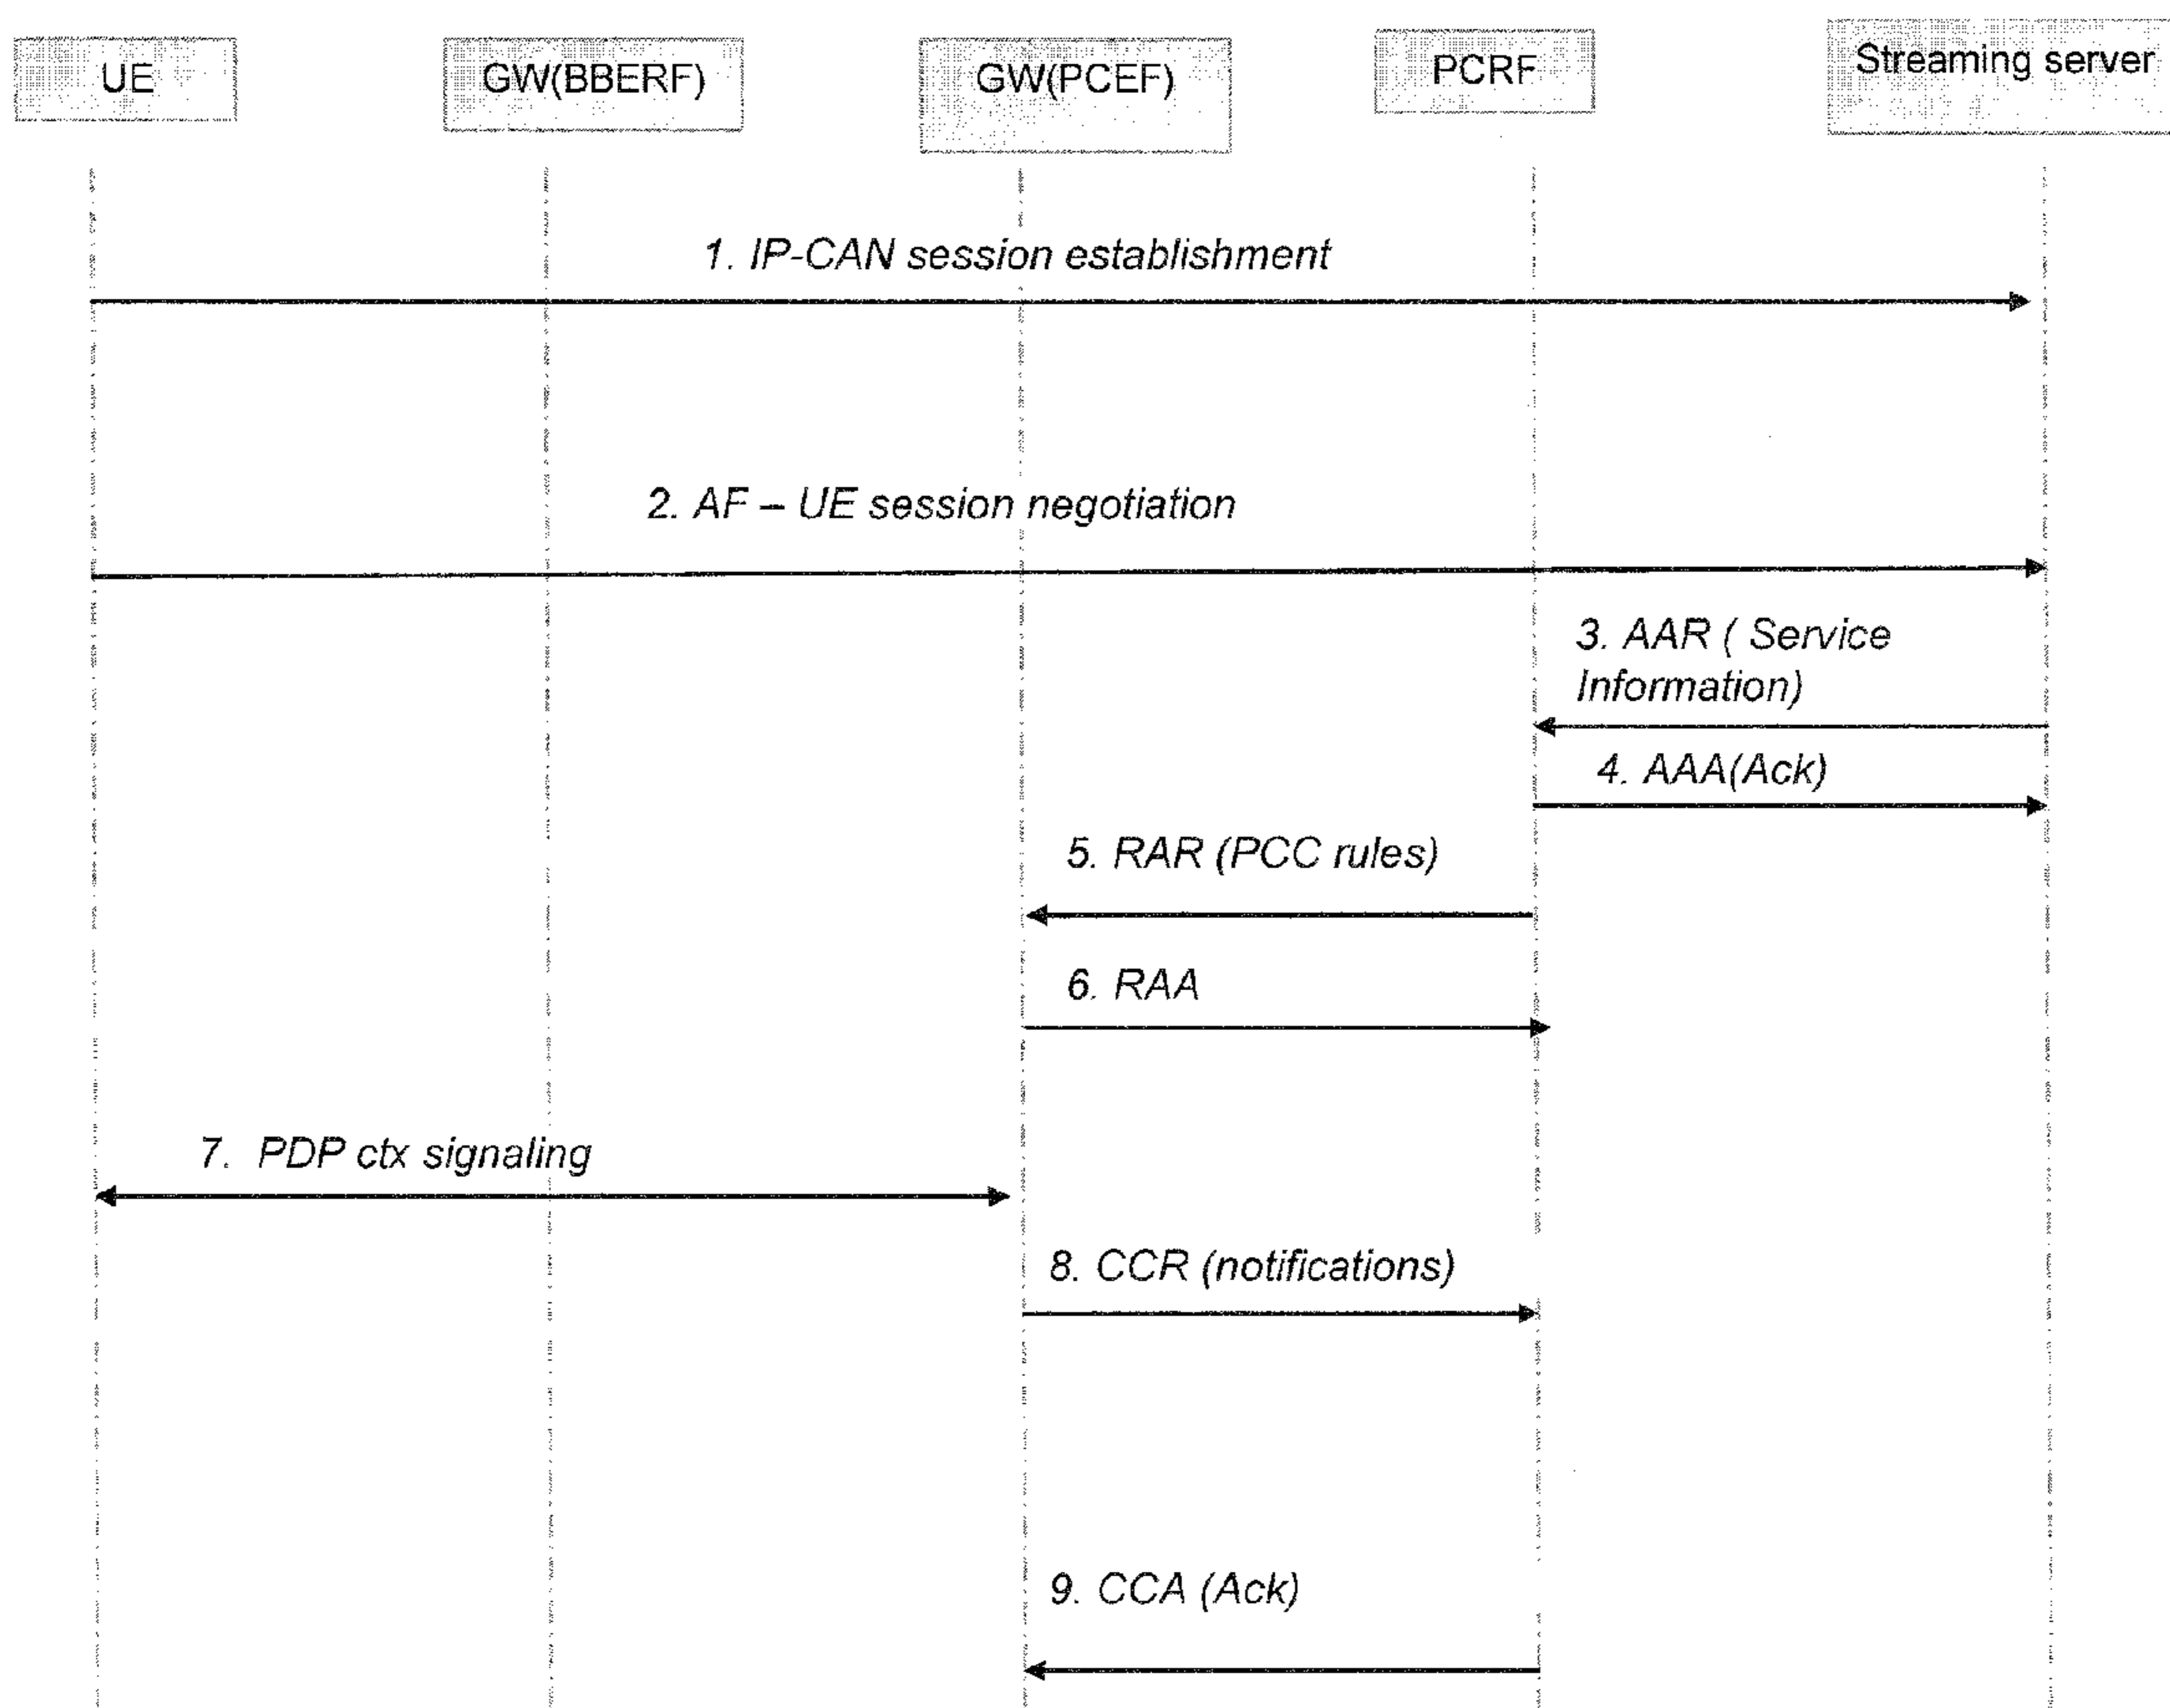 UE
GW(BBERF)
GW(PCEF)
PCRF
Streaming server
1. IP-CAN session establishment
2. AF – UE session negotiation
3. AAR ( Service
Information)
4. AAA(Ack)
5. RAR (PCC rules)
6. RAA
7. PDP ctx signaling
8. CCR (notifications)
9. CCA (Ack)